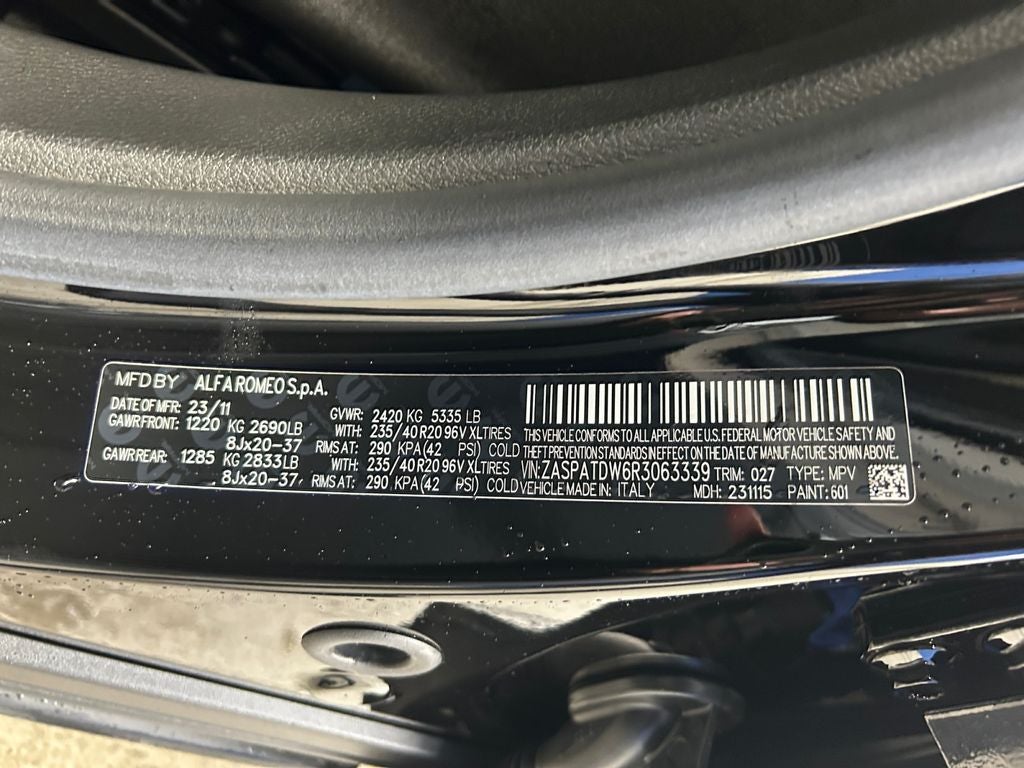 MFD BY ALFA ROMEO S.p.A.
DATE OF MFR: 23/11 GVWR: 2420 KG 5335 LB
GAWR FRONT: 1220 KG 2690LB WITH: 235/40 R20 96V XL TIRES
8Jx20-37 RIMS AT: 290 KPA(42 PSI) COLD
GAWR REAR: 1285 KG 2833LB WITH: 235/40 R20 96V XL TIRES
8Jx20-37 RIMS AT: 290 KPA(42 PSI) COLD
THIS VEHICLE CONFORMS TO ALL APPLICABLE U.S. FEDERAL MOTOR VEHICLE SAFETY AND
THEFT PREVENTION STANDARDS IN EFFECT ON THE DATE OF MANUFACTURE SHOWN ABOVE.
VIN: ZASPATDW6R3063339 TRIM: 027 TYPE: MPV
VEHICLE MADE IN: ITALY MDH: 231115 PAINT: 601